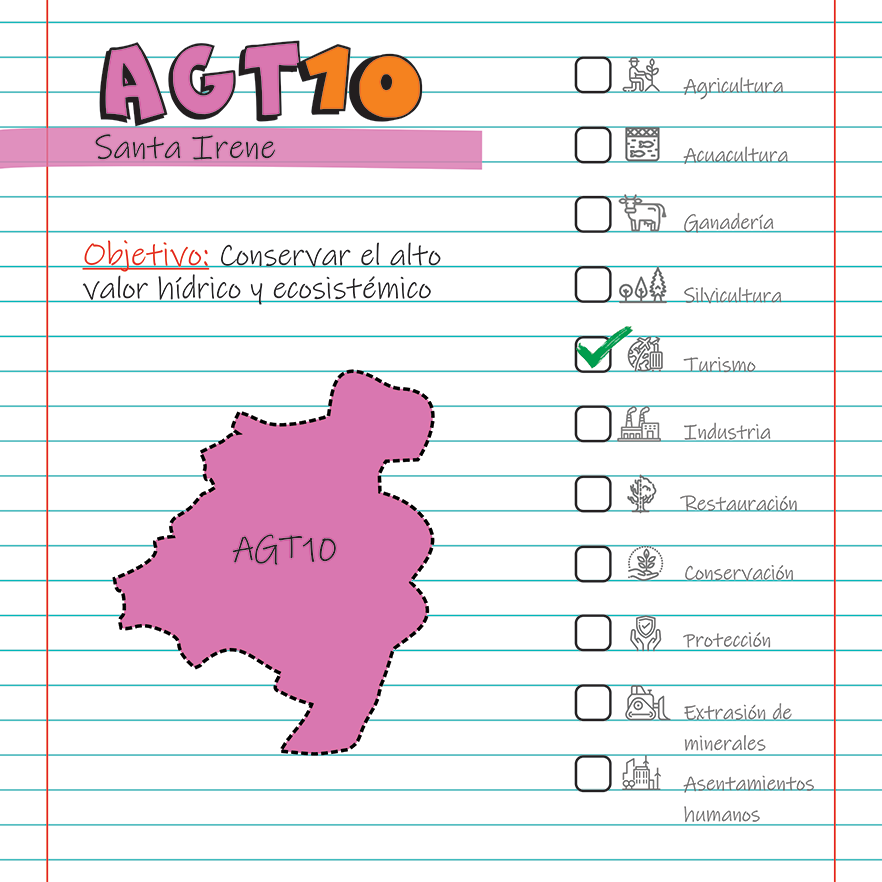 AGT10
Santa Irene
Objetivo: Conservar el alto
valor hídrico y ecosistémico
AGT10
Agricultura
Acuacultura
Ganadería
Silvicultura
Turismo
Industria
Restauración
Conservación
Protección
Extrasión de
minerales
Asentamientos
humanos